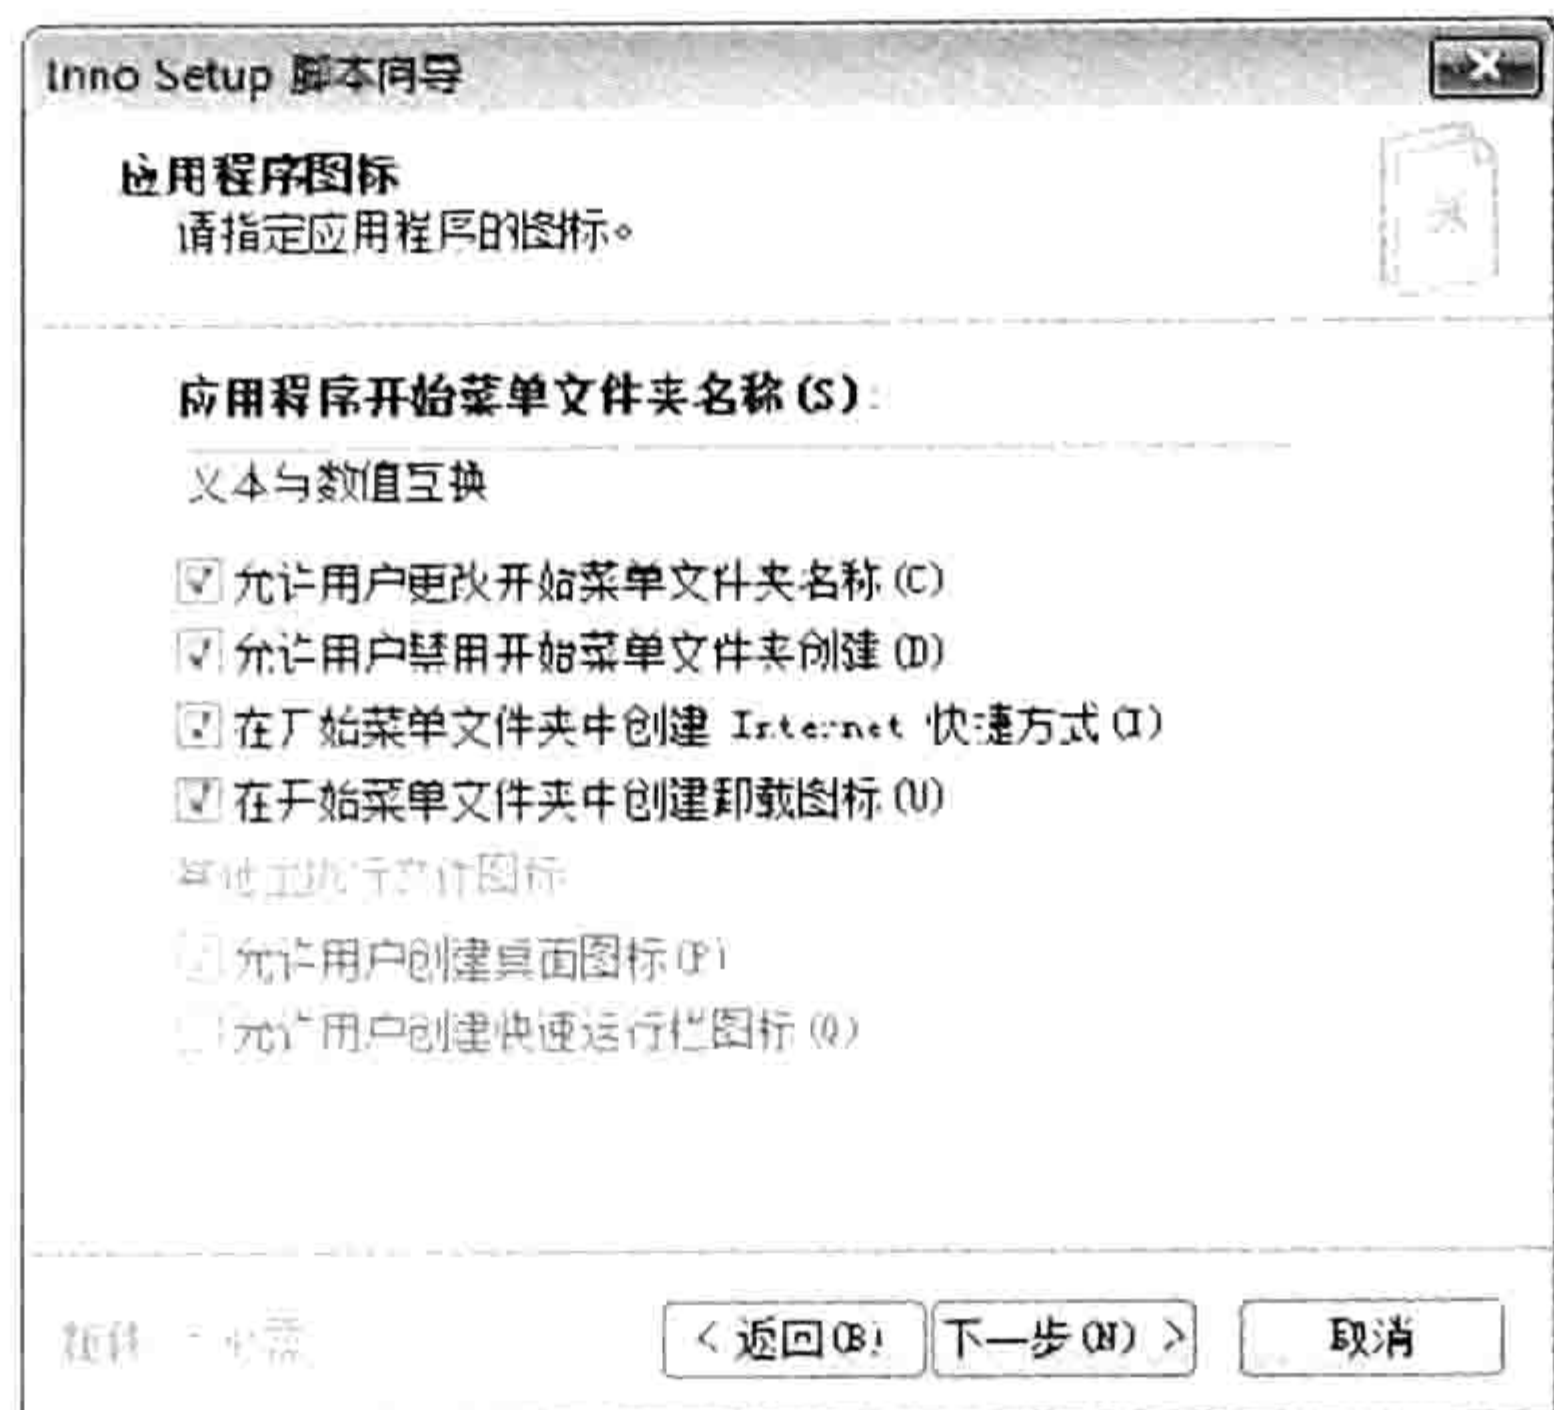 Inno Setup 脚本向导
应用程序图标
请指定应用程序的图标。
应用程序开始菜单文件夹名称(S):
文本与数值互换
允许用户更改开始菜单文件夹名称(C)
允许用户禁用开始菜单文件夹创建(D)
在开始菜单文件夹中创建 Internet 快捷方式(I)
在开始菜单文件夹中创建卸载图标(U)
图标
允许用户创建桌面图标(P)
允许用户创建快速运行栏图标(Q)
< 返回(B) 下一步(N) > 取消